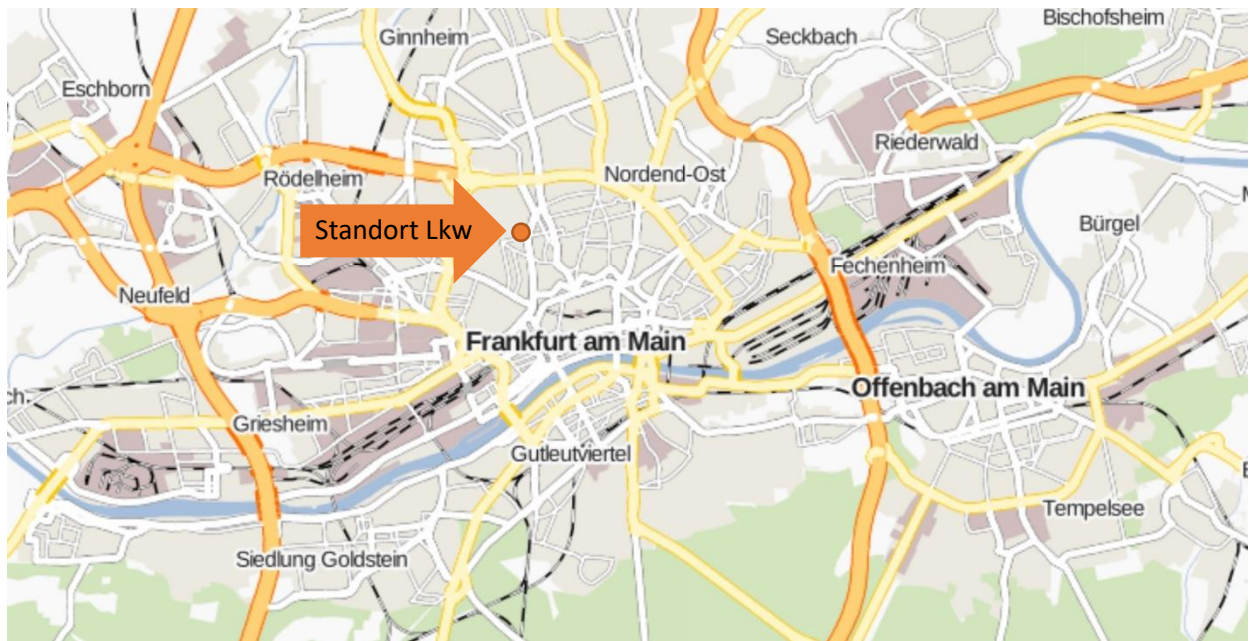 Bischofsheim
Ginnheim
Seckbach
Eschborn
Riederwald
Nordend-Ost
Rödelheim
Standort Lkw
Bürgel
Fechenheim
Neufeld
Frankfurt am Main
Offenbach am Main
ch.
Griesheim
Gutleutviertel
Tempelsee
Siedlung Goldstein